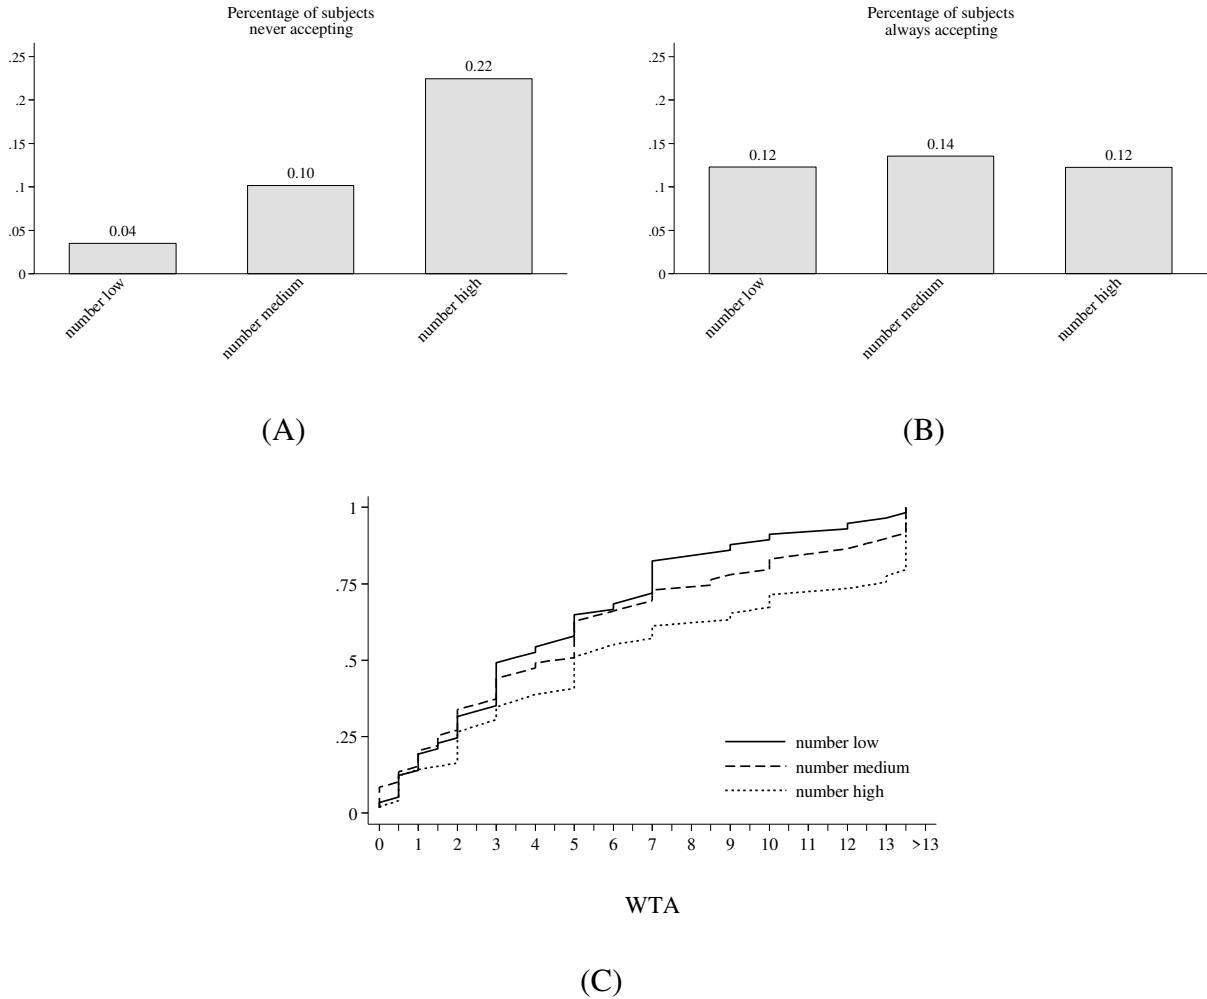 Percentage of subjects
never accepting
.25
.2
.15
.1
.05
0
0.04
0.10
0.22
number low
number medium
number high
(A)
Percentage of subjects
always accepting
.25
.2
.15
.1
.05
0
0.12
0.14
0.12
number low
number medium
number high
(B)
1
.75
.5
.25
0
number low
number medium
number high
0 1 2 3 4 5 6 7 8 9 10 11 12 13 >13
WTA
(C)